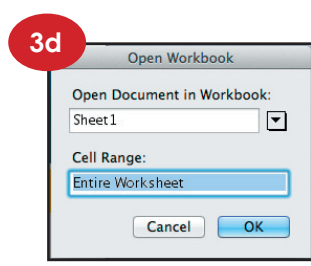 3d
Open Workbook
Open Document in Workbook:
Sheet1
Cell Range:
Entire Worksheet
Cancel
OK